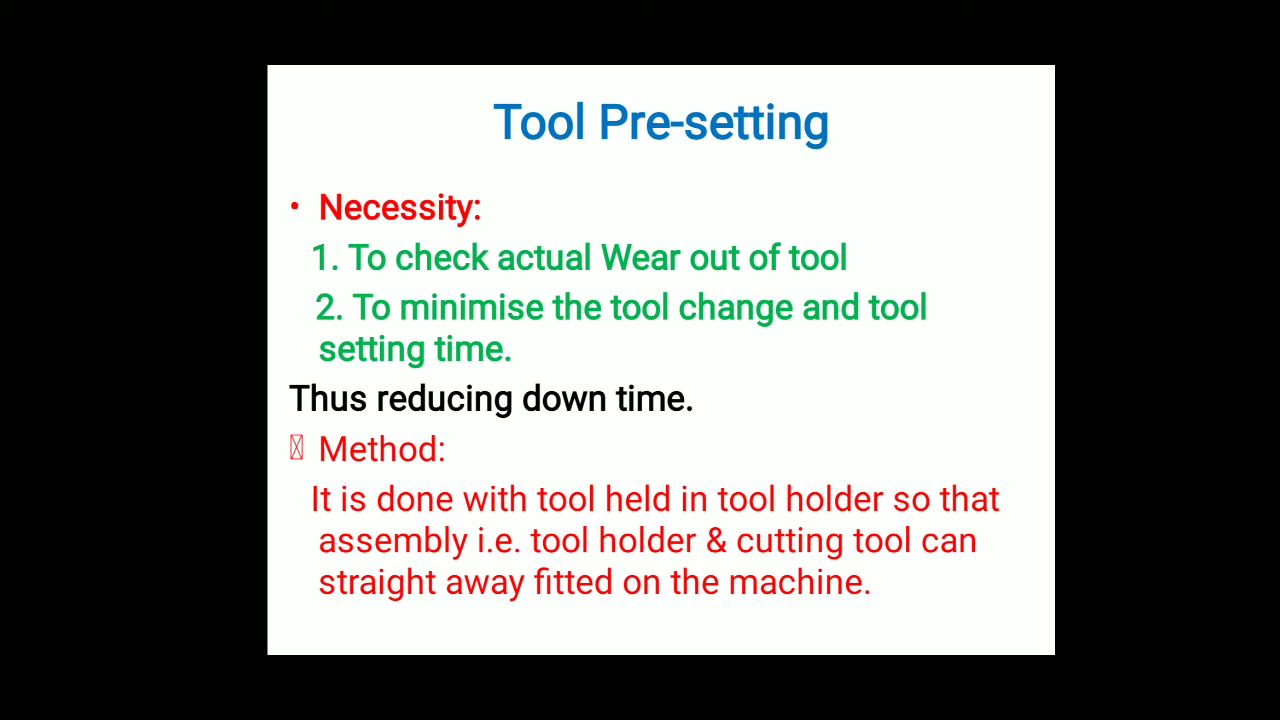 Tool Pre-setting
• Necessity:
1. To check actual Wear out of tool
2. To minimise the tool change and tool
setting time.
Thus reducing down time.
Method:
It is done with tool held in tool holder so that
assembly i.e. tool holder & cutting tool can
straight away fitted on the machine.